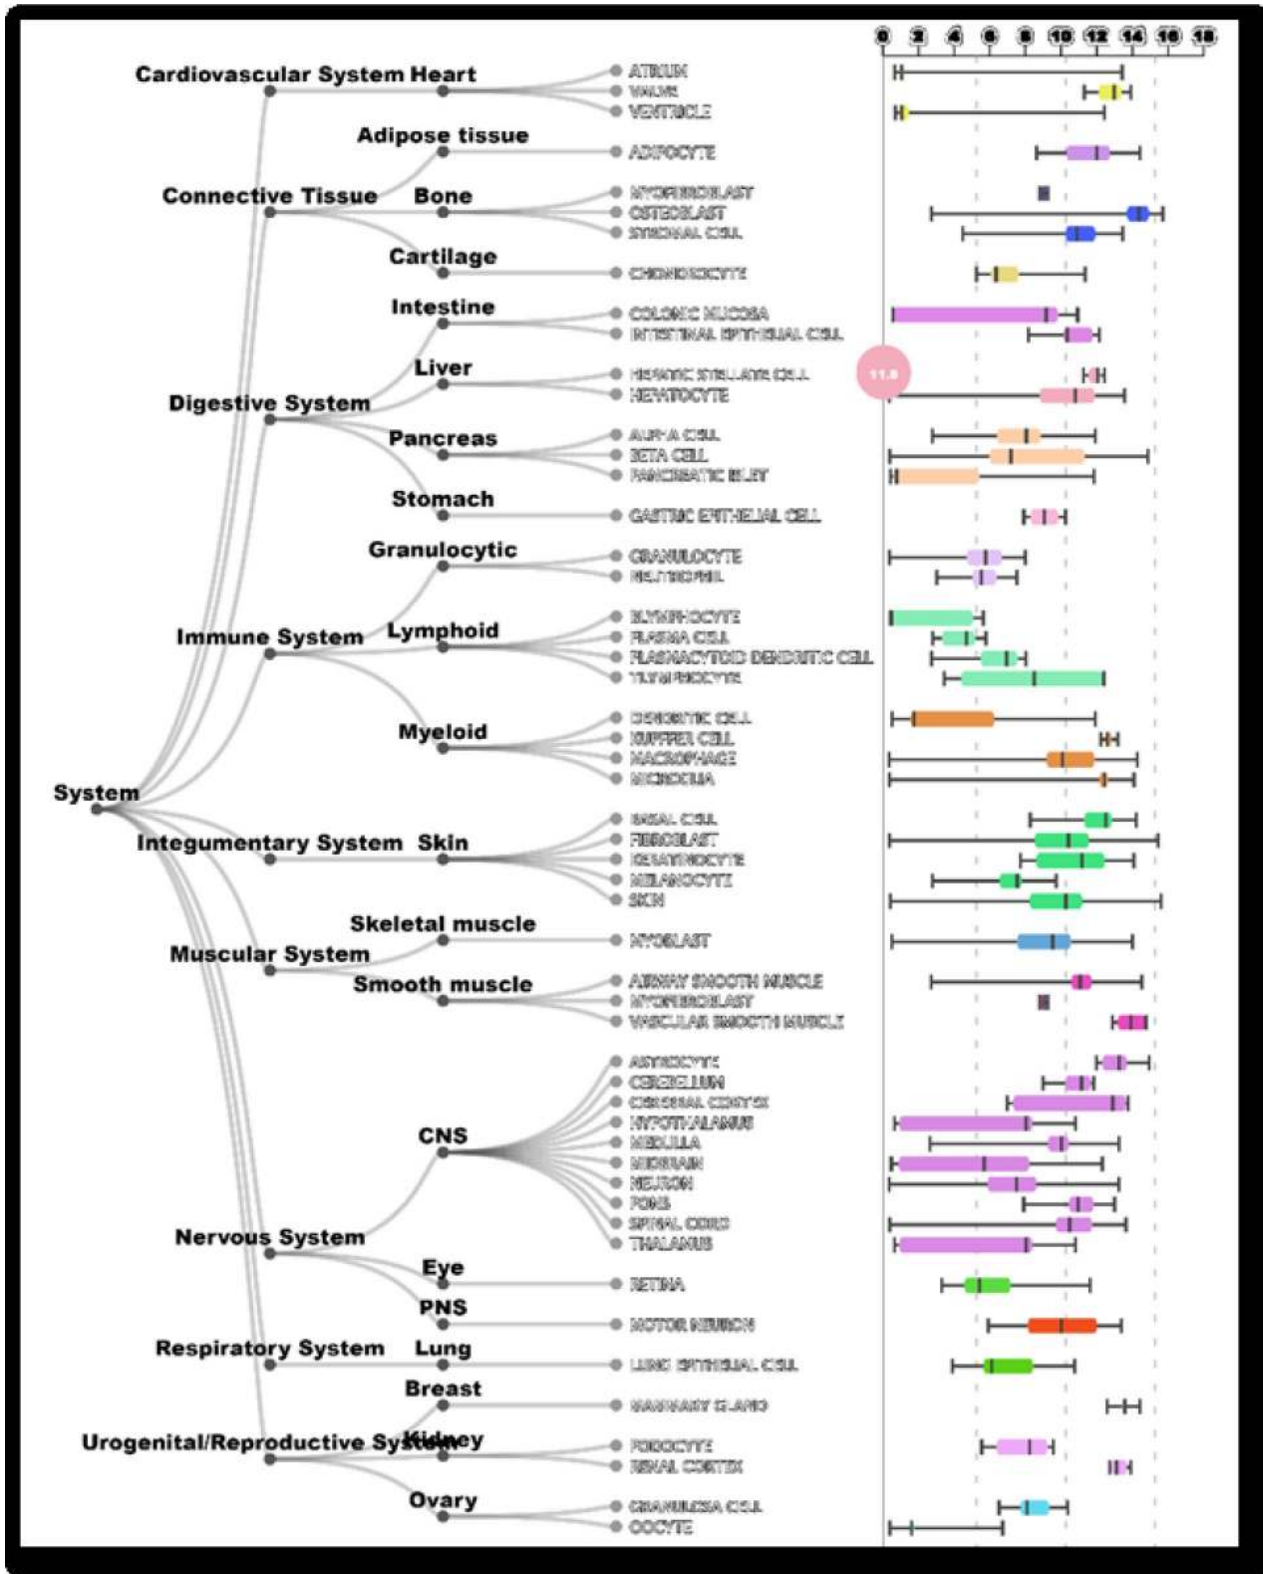 0 2 4 6 8 10 12 14 16 18
Cardiovascular System Heart
ATRIUM
VALVE
VENTRICLE
Adipose tissue
ADIPOCYTE
Connective Tissue Bone
MYOFIBROBLAST
OSTEOBLAST
STROMAL CELL
Cartilage
CHONDROCYTE
Intestine
COLONIC MUCOSA
INTESTINAL EPITHELIAL CELL
11.8
Liver
HEPATIC STELLATE CELL
HEPATOCYTE
Digestive System
Pancreas
ALPHA CELL
BETA CELL
PANCREATIC ISLET
Stomach
GASTRIC EPITHELIAL CELL
Granulocytic
GRANULOCYTE
NEUTROPHIL
Immune System Lymphoid
BLYMPHOCYTE
PLASMA CELL
PLASMACYTOID DENDRITIC CELL
TLYMPHOCYTE
Myeloid
DENDRITIC CELL
KUPFFER CELL
MACROPHAGE
MICROGLIA
System
Integumentary System Skin
BASAL CELL
FIBROBLAST
KERATINOCYTE
MELANOCYTE
SKIN
Skeletal muscle
MYOBLAST
Muscular System
Smooth muscle
AIRWAY SMOOTH MUSCLE
MYOFIBROBLAST
VASCULAR SMOOTH MUSCLE
CNS
ASTROCYTE
CEREBELLUM
CEREBRAL CORTEX
HYPOTHALAMUS
MEDULLA
MIDBRAIN
NEURON
PONS
SPINAL CORD
THALAMUS
Nervous System
Eye
RETINA
PNS
MOTOR NEURON
Respiratory System Lung
LUNG EPITHELIAL CELL
Breast
MAMMARY GLAND
Urogenital/Reproductive System Kidney
PODOCYTE
RENAL CORTEX
Ovary
GRANULOSA CELL
OOCYTE